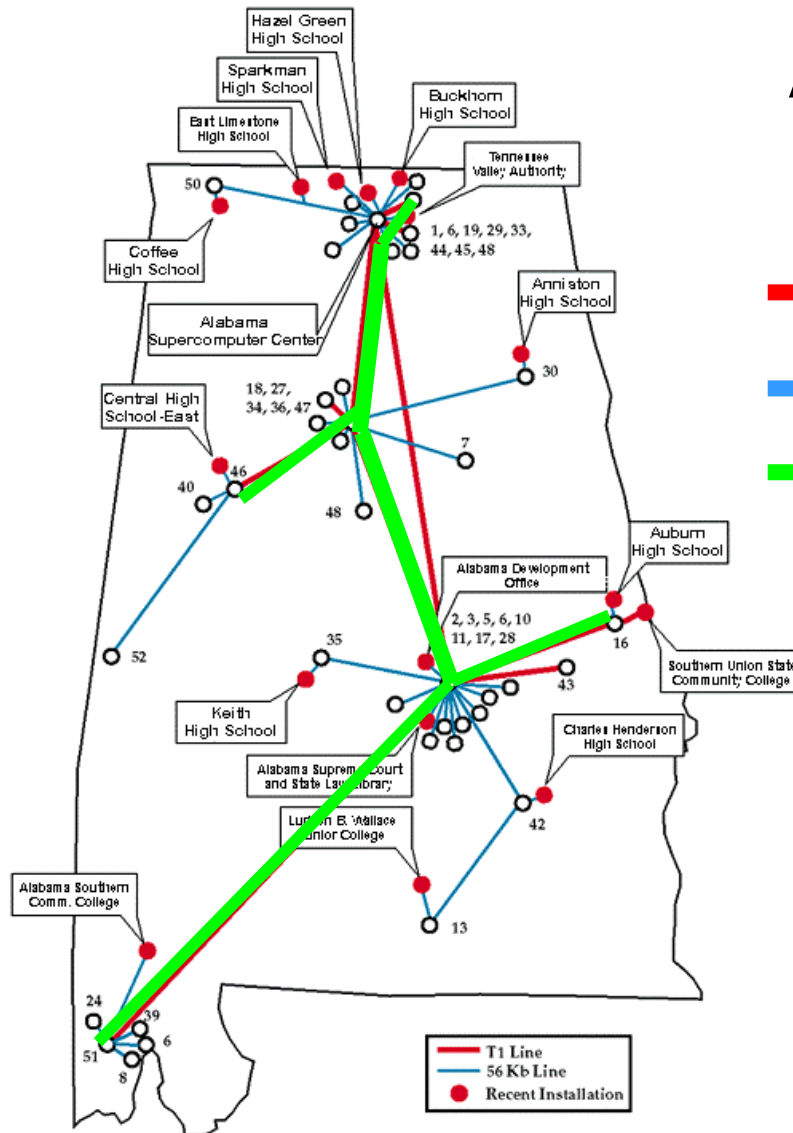 Hazel Green
High School
Sparkman
High School
Buckhorn
High School
East Limestone
High School
Tennessee
Valley Authority
50
1, 6, 19, 29, 33,
44, 45, 48
Coffee
High School
Anniston
High School
Alabama
Supercomputer Center
30
18, 27,
34, 36, 47
Central High
School-East
7
46
40
48
Auburn
High School
Alabama Development
Office
2, 3, 5, 6, 10
11, 17, 28
16
35
52
Southern Union State
Community College
43
Keith
High School
Charles Henderson
High School
Alabama Supreme Court
and State Law Library
42
B. Wallace
Junior College
Alabama Southern
Comm. College
13
24
39
51
6
8
T1 Line
56 Kb Line
Recent Installation